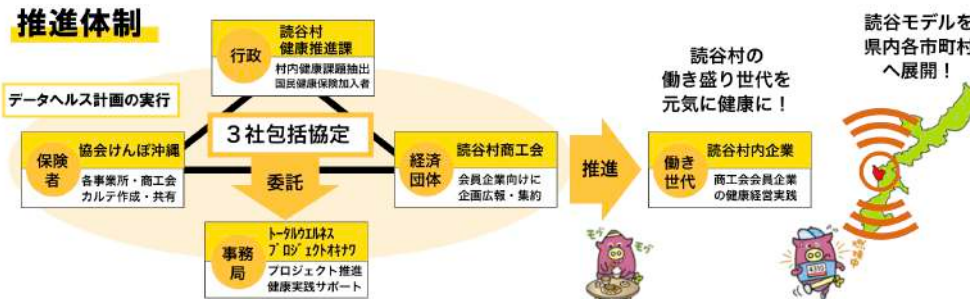 推進体制
データヘルス計画の実行
行政
読谷村
健康推進課
村内健康課題抽出
国民健康保険加入者
3社包括協定
保険
者
協会けんぽ沖縄
各事業所・商工会
カルテ作成・共有
経済
団体
読谷村商工会
会員企業向けに
企画広報・集約
委託
事務
局
トータルウエルネス
プロジェクトオキナワ
プロジェクト推進
健康実践サポート
推進
読谷村の
働き盛り世代を
元気に健康に!
働き
世代
読谷村内企業
商工会会員企業
の健康経営実践
読谷モデルを
県内各市町村
へ展開!
モグ
モグ
4310
燃焼中